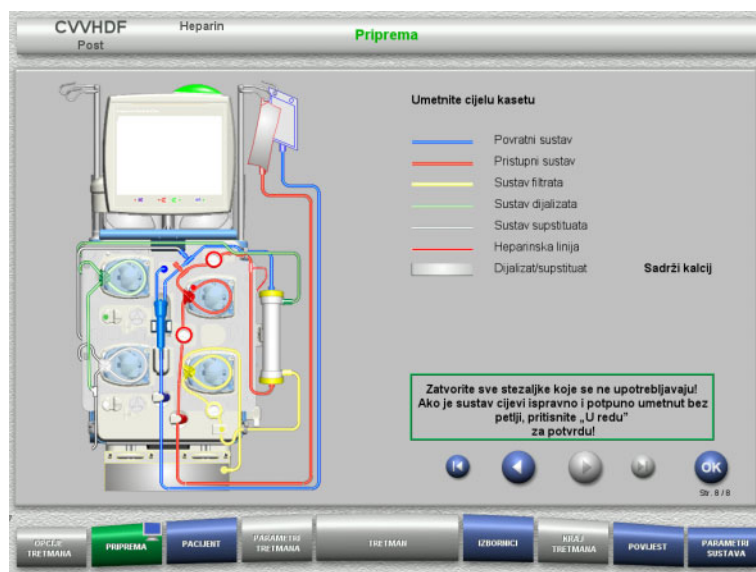 CVVHDF
Post
Heparin
Priprema
Umetnite cijelu kasetu
Povratni sustav
Pristupni sustav
Sustav filtrata
Sustav dijalizata
Sustav supstituata
Heparinska linija
Dijalizat/supstituat Sadrži kalcij
Zatvorite sve stezaljke koje se ne upotrebljavaju!
Ako je sustav cijevi ispravno i potpuno umetnut bez
petlji, pritisnite „U redu”
za potvrdu!
OK
Str. 8 / 8
OPCIJE
TRETMANA
PRIPREMA
PACIJENT
PARAMETRI
TRETMANA
TRETMAN
IZBORNICI
KRAJ
TRETMANA
POVIJEST
PARAMETRI
SUSTAVA